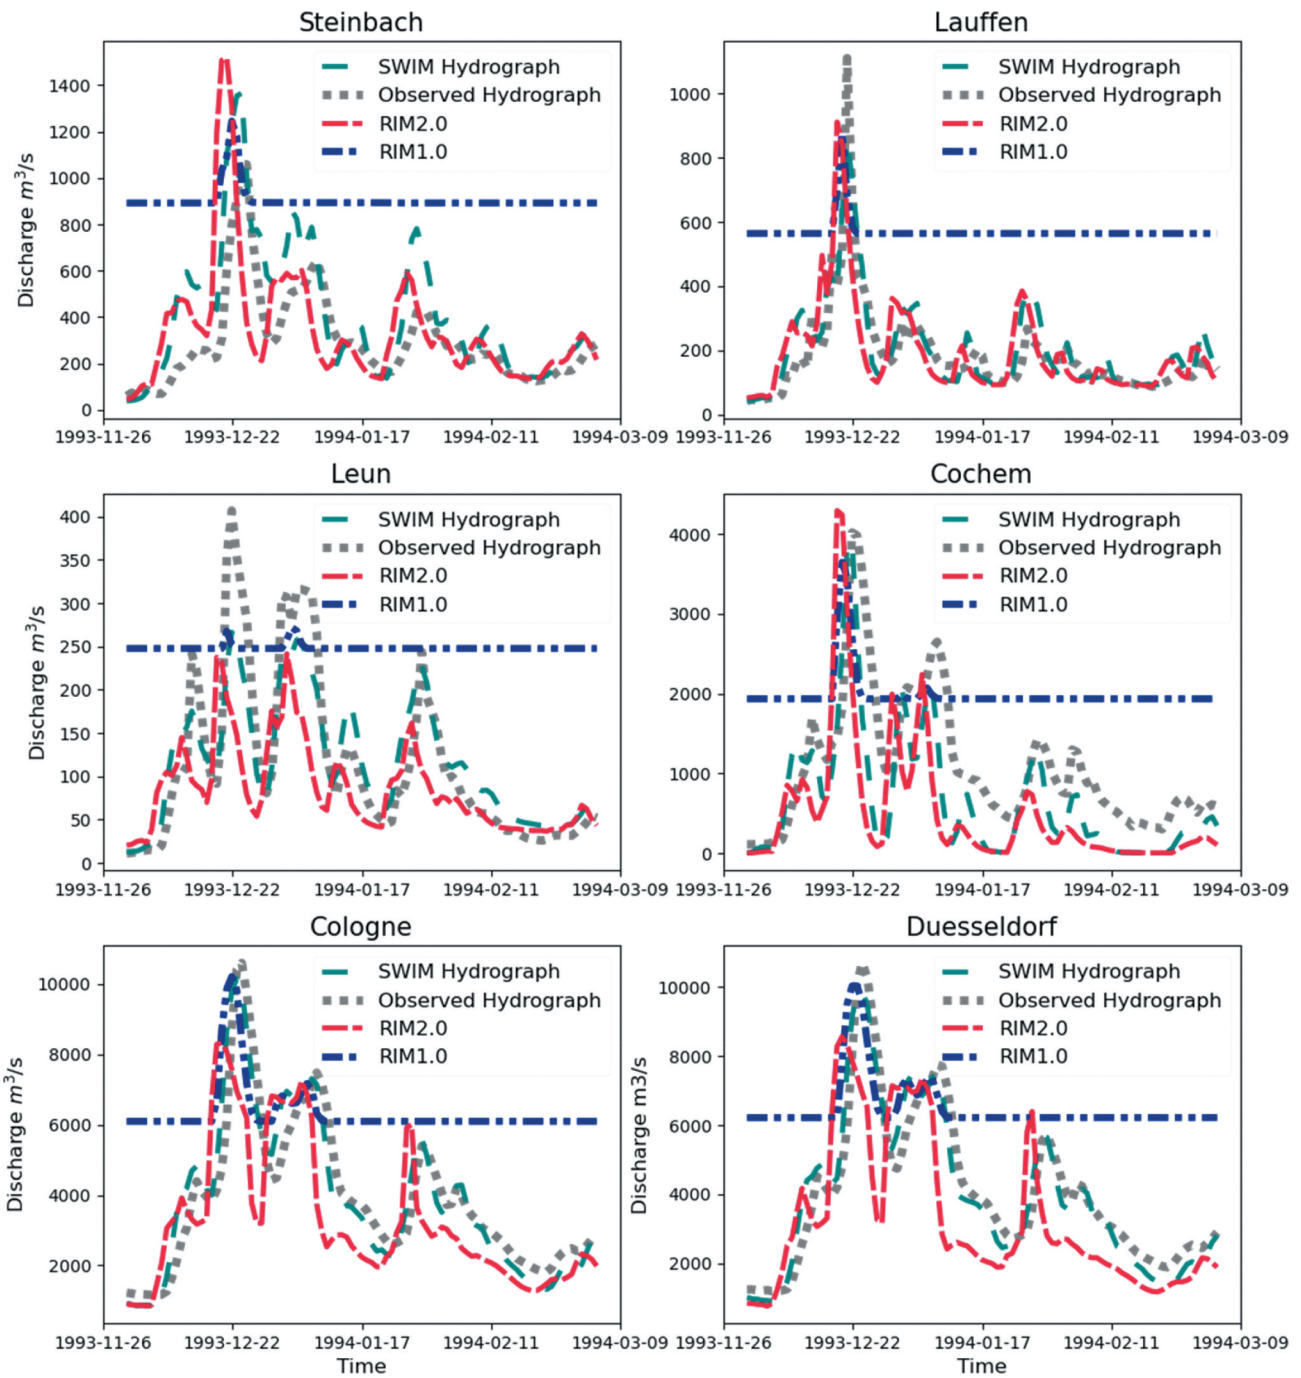 Steinbach
Discharge m³/s
1400
1200
1000
800
600
400
200
0
SWIM Hydrograph
Observed Hydrograph
RIM2.0
RIM1.0
1993-11-26
1993-12-22
1994-01-17
1994-02-11
1994-03-09
Lauffen
1000
800
600
400
200
0
SWIM Hydrograph
Observed Hydrograph
RIM2.0
RIM1.0
1993-11-26
1993-12-22
1994-01-17
1994-02-11
1994-03-09
Leun
Discharge m³/s
400
350
300
250
200
150
100
50
0
SWIM Hydrograph
Observed Hydrograph
RIM2.0
RIM1.0
1993-11-26
1993-12-22
1994-01-17
1994-02-11
1994-03-09
Cochem
4000
3000
2000
1000
0
SWIM Hydrograph
Observed Hydrograph
RIM2.0
RIM1.0
1993-11-26
1993-12-22
1994-01-17
1994-02-11
1994-03-09
Cologne
Discharge m³/s
10000
8000
6000
4000
2000
SWIM Hydrograph
Observed Hydrograph
RIM2.0
RIM1.0
1993-11-26
1993-12-22
1994-01-17
1994-02-11
1994-03-09
Time
Duesseldorf
Discharge m3/s
10000
8000
6000
4000
2000
SWIM Hydrograph
Observed Hydrograph
RIM2.0
RIM1.0
1993-11-26
1993-12-22
1994-01-17
1994-02-11
1994-03-09
Time